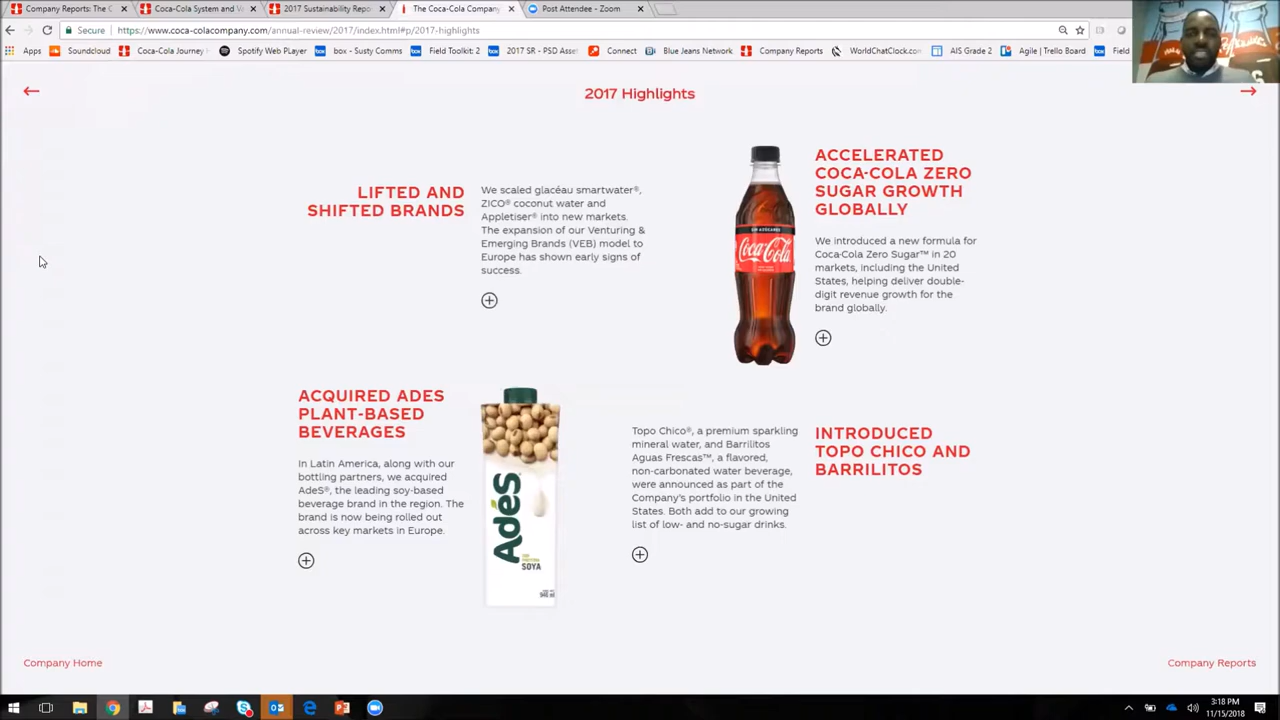 Company Reports: The C
Coca-Cola System and V
2017 Sustainability Repo
The Coca-Cola Company
Post Attendee - Zoom
Secure
https://www.coca-colacompany.com/annual-review/2017/index.html#p/2017-highlights
Apps
Soundcloud
Coca-Cola Journey
Spotify Web PLayer
box - Susty Comms
Field Toolkit: 2
2017 SR - PSD Asset
Connect
Blue Jeans Network
Company Reports
WorldChatClock.com
AIS Grade 2
Agile | Trello Board
Field
2017 Highlights
LIFTED AND
SHIFTED BRANDS
We scaled glacéau smartwater®,
ZICO® coconut water and
Appletiser® into new markets.
The expansion of our Venturing &
Emerging Brands (VEB) model to
Europe has shown early signs of
success.
Coca-Cola
ACCELERATED
COCA-COLA ZERO
SUGAR GROWTH
GLOBALLY
We introduced a new formula for
Coca-Cola Zero Sugar™ in 20
markets, including the United
States, helping deliver double-
digit revenue growth for the
brand globally.
ACQUIRED ADES
PLANT-BASED
BEVERAGES
In Latin America, along with our
bottling partners, we acquired
AdeS®, the leading soy-based
beverage brand in the region. The
brand is now being rolled out
across key markets in Europe.
AdeS
SOYA
Topo Chico®, a premium sparkling
mineral water, and Barrilitos
Aguas Frescas™, a flavored,
non-carbonated water beverage,
were announced as part of the
Company's portfolio in the United
States. Both add to our growing
list of low- and no-sugar drinks.
INTRODUCED
TOPO CHICO AND
BARRILITOS
Company Home
Company Reports
3:18 PM
11/15/2018